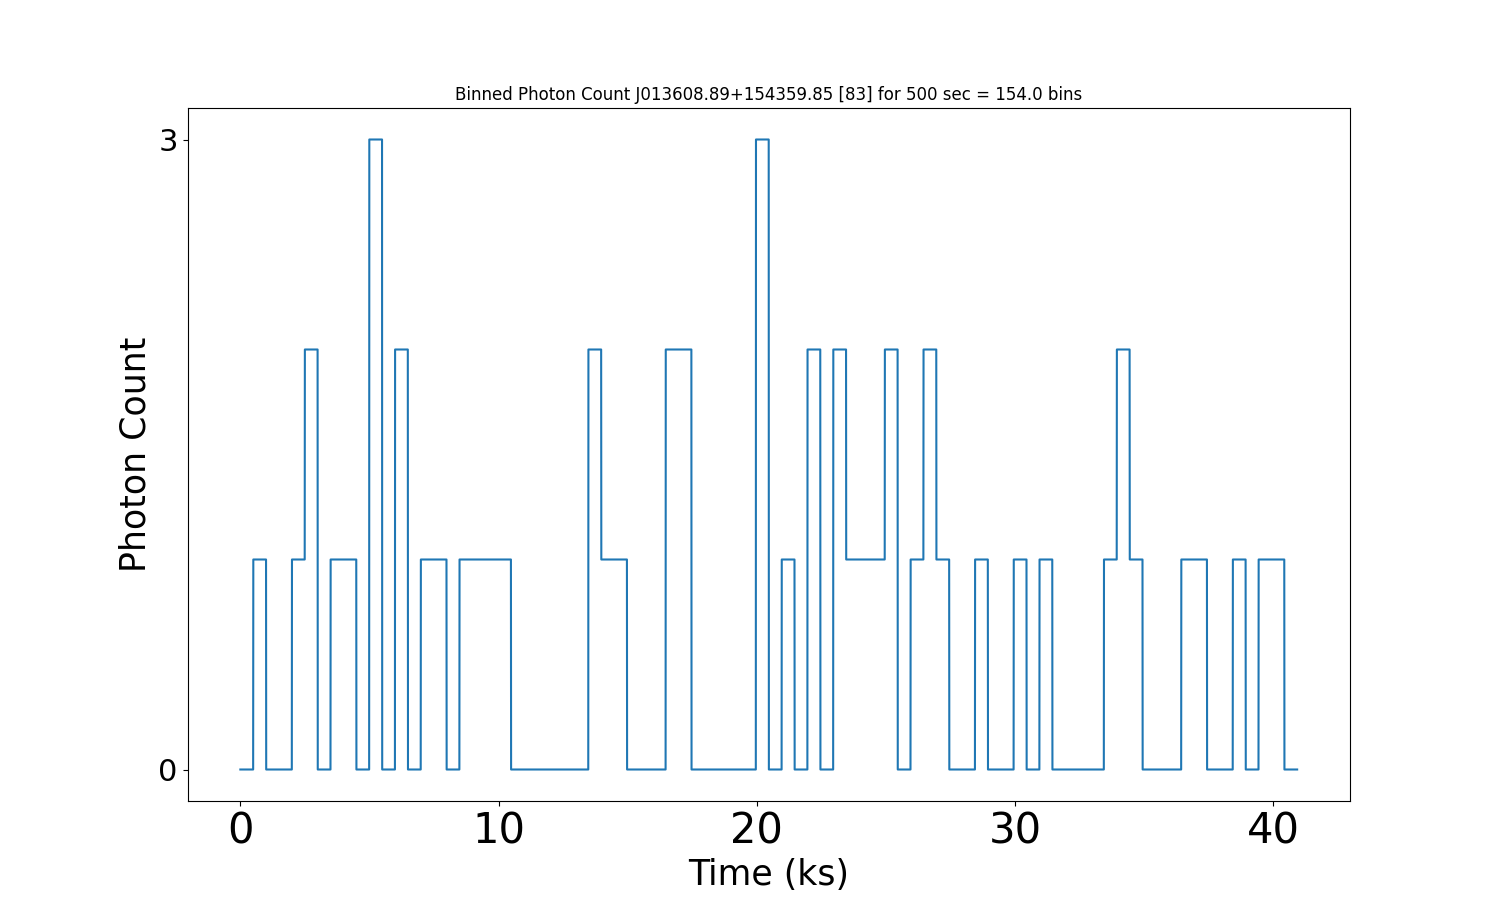 Binned Photon Count J013608.89+154359.85 [83] for 500 sec = 154.0 bins
3
Photon Count
0
0 10 20 30 40
Time (ks)